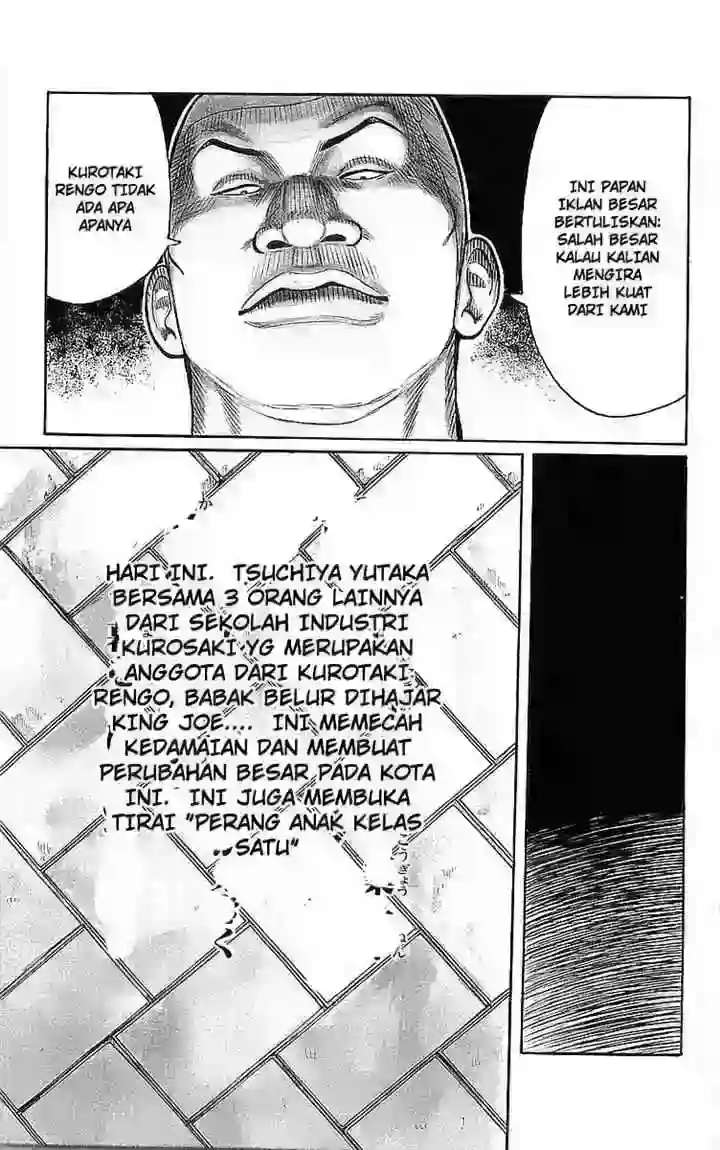 INI PAPAN
IKLAN BESAR
BERTULISKAN:
SALAH BESAR
KALAU KALIAN
MENGIRA
LEBIH KUAT
DARI KAMI
KUROTAKI
RENGO TIDAK
ADA APA
APANYA
HARI INI. TSUCHIYA YUTAKA
BERSAMA 3 ORANG LAINNYA
DARI SEKOLAH INDUSTRI
KUROSAKI YG MERUPAKAN
ANGGOTA DARI KUROTAKI
RENGO, BABAK BELUR DIHAJAR
KING JOE.... INI MEMECAH
KEDAMAIAN DAN MEMBUAT
PERUBAHAN BESAR PADA KOTA
INI. INI JUGA MEMBUKA
TIRAI "PERANG ANAK KELAS
SATU"